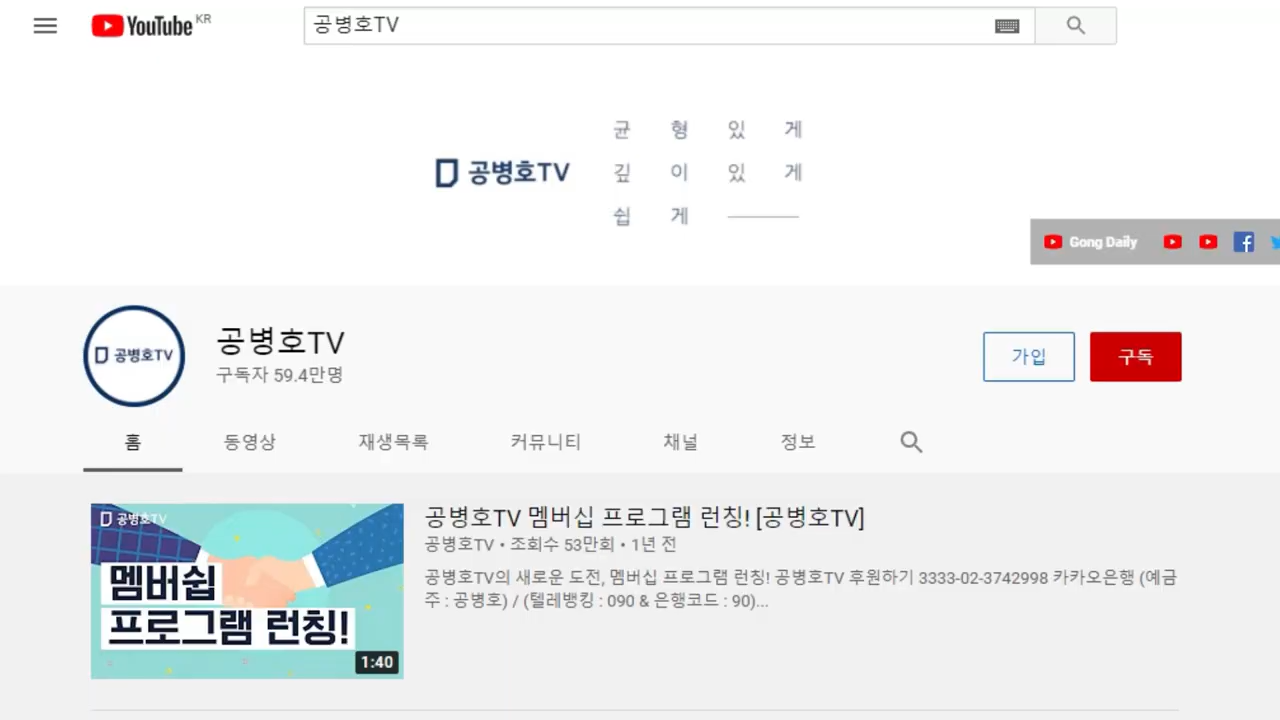 YouTube KR
공병호TV
균형있게
공병호TV
깊이있게
쉽게
Gong Daily
공병호TV
공병호TV
구독자 59.4만명
가입
구독
홈
동영상
재생목록
커뮤니티
채널
정보
공병호TV
멤버쉽
프로그램 런칭!
1:40
공병호TV 멤버십 프로그램 런칭! [공병호TV]
공병호TV • 조회수 53만회 • 1년 전
공병호TV의 새로운 도전, 멤버십 프로그램 런칭! 공병호TV 후원하기 3333-02-3742998 카카오은행 (예금
주 : 공병호) / (텔레뱅킹 : 090 & 은행코드 : 90)...